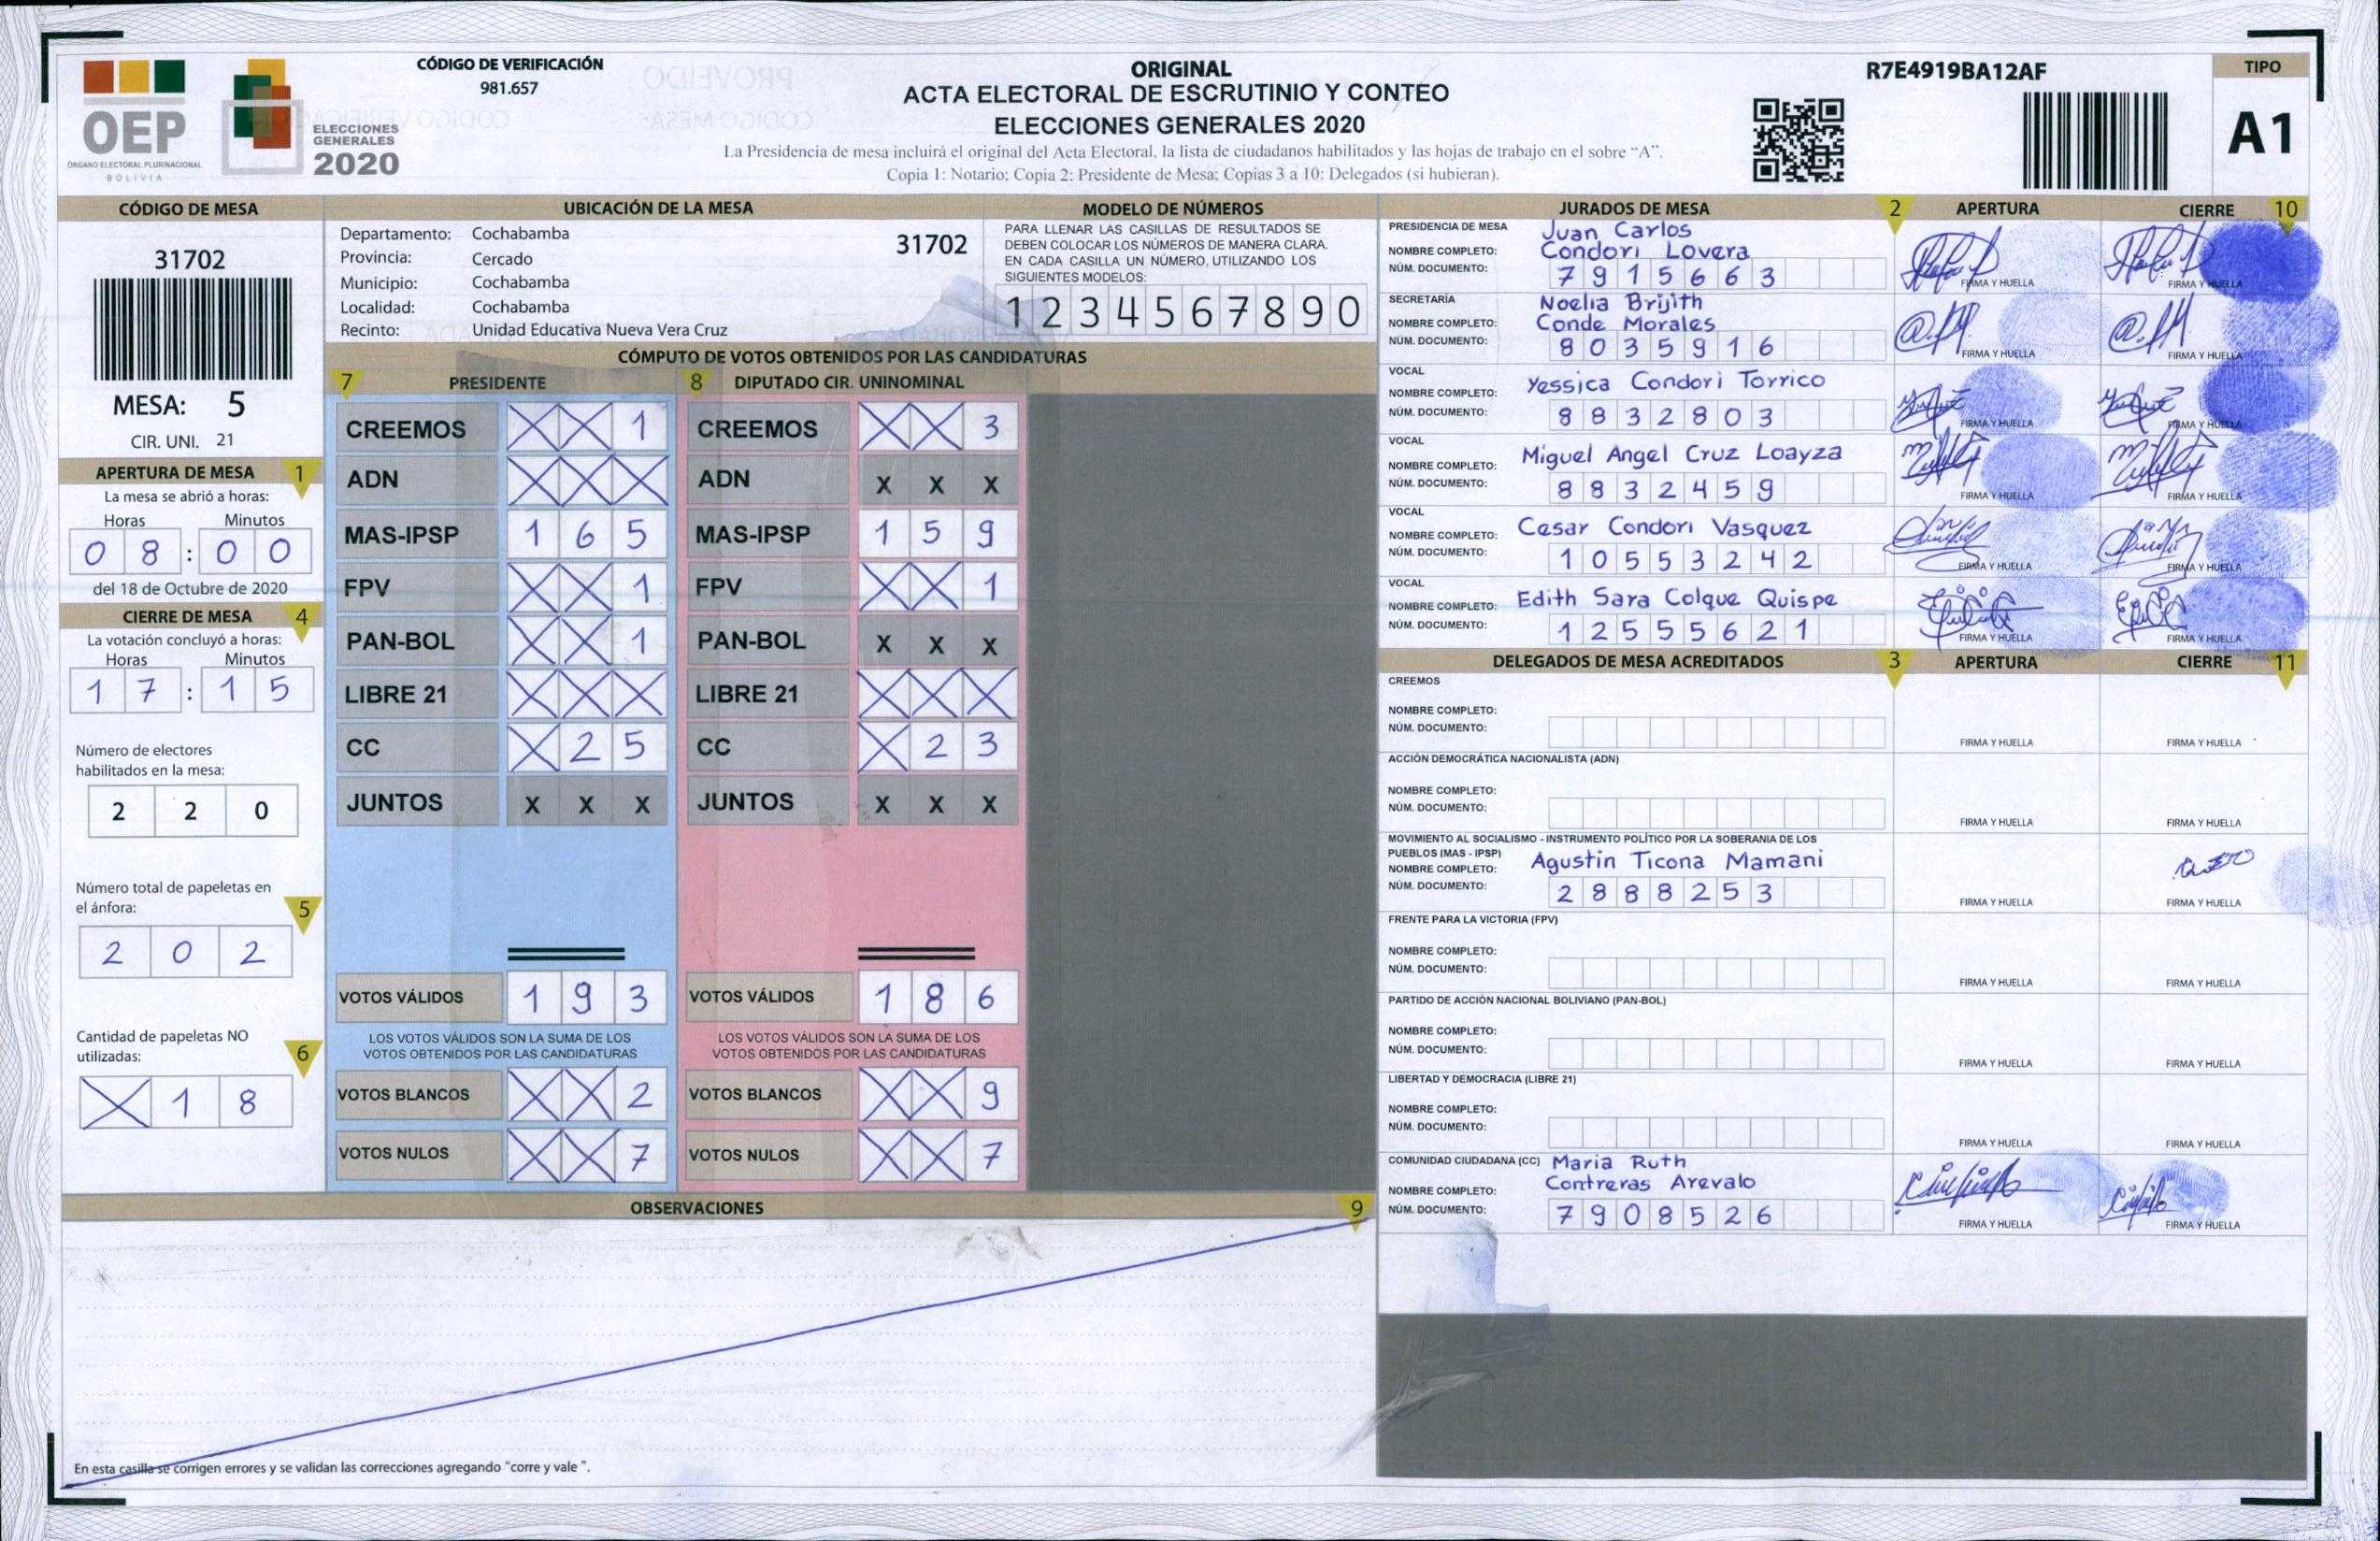 OEP
ÓRGANO ELECTORAL PLURINACIONAL
BOLIVIA
ELECCIONES
GENERALES
2020
CÓDIGO DE VERIFICACIÓN
981.657
ORIGINAL
ACTA ELECTORAL DE ESCRUTINIO Y CONTEO
ELECCIONES GENERALES 2020
La Presidencia de mesa incluirá el original del Acta Electoral, la lista de ciudadanos habilitados y las hojas de trabajo en el sobre “A”.
Copia 1: Notario; Copia 2: Presidente de Mesa; Copias 3 a 10: Delegados (si hubieran).
R7E4919BA12AF
TIPO
A1
CÓDIGO DE MESA
31702
MESA: 5
CIR. UNI. 21
APERTURA DE MESA 1
La mesa se abrió a horas:
Horas Minutos
0 8 : 0 0
del 18 de Octubre de 2020
CIERRE DE MESA 4
La votación concluyó a horas:
Horas Minutos
1 7 : 1 5
Número de electores
habilitados en la mesa:
2 2 0
Número total de papeletas en
el ánfora: 5
2 0 2
Cantidad de papeletas NO
utilizadas: 6
X 1 8
UBICACIÓN DE LA MESA
Departamento: Cochabamba
Provincia: Cercado
Municipio: Cochabamba
Localidad: Cochabamba
Recinto: Unidad Educativa Nueva Vera Cruz
31702
MODELO DE NÚMEROS
PARA LLENAR LAS CASILLAS DE RESULTADOS SE
DEBEN COLOCAR LOS NÚMEROS DE MANERA CLARA.
EN CADA CASILLA UN NÚMERO, UTILIZANDO LOS
SIGUIENTES MODELOS:
1 2 3 4 5 6 7 8 9 0
CÓMPUTO DE VOTOS OBTENIDOS POR LAS CANDIDATURAS
7 PRESIDENTE 8 DIPUTADO CIR. UNINOMINAL
CREEMOS X X 1 CREEMOS X X 3
ADN X X X ADN X X X
MAS-IPSP 1 6 5 MAS-IPSP 1 5 9
FPV X X 1 FPV X X 1
PAN-BOL X X 1 PAN-BOL X X X
LIBRE 21 X X X LIBRE 21 X X X
CC X 2 5 CC X 2 3
JUNTOS X X X JUNTOS X X X
VOTOS VÁLIDOS 1 9 3 VOTOS VÁLIDOS 1 8 6
LOS VOTOS VÁLIDOS SON LA SUMA DE LOS LOS VOTOS VÁLIDOS SON LA SUMA DE LOS
VOTOS OBTENIDOS POR LAS CANDIDATURAS VOTOS OBTENIDOS POR LAS CANDIDATURAS
VOTOS BLANCOS X X 2 VOTOS BLANCOS X X 9
VOTOS NULOS X X 7 VOTOS NULOS X X 7
OBSERVACIONES 9
En esta casilla se corrigen errores y se validan las correcciones agregando “corre y vale ”.
JURADOS DE MESA 2 APERTURA CIERRE 10
PRESIDENCIA DE MESA Juan Carlos
NOMBRE COMPLETO: Condori Lovera
NÚM. DOCUMENTO: 7 9 1 5 6 6 3
FIRMA Y HUELLA FIRMA Y HUELLA
SECRETARÍA Noelia Brijith
NOMBRE COMPLETO: Conde Morales
NÚM. DOCUMENTO: 8 0 3 5 9 1 6
FIRMA Y HUELLA FIRMA Y HUELLA
VOCAL
NOMBRE COMPLETO: Yessica Condori Torrico
NÚM. DOCUMENTO: 8 8 3 2 8 0 3
FIRMA Y HUELLA FIRMA Y HUELLA
VOCAL
NOMBRE COMPLETO: Miguel Angel Cruz Loayza
NÚM. DOCUMENTO: 8 8 3 2 4 5 9
FIRMA Y HUELLA FIRMA Y HUELLA
VOCAL
NOMBRE COMPLETO: Cesar Condori Vasquez
NÚM. DOCUMENTO: 1 0 5 5 3 2 4 2
FIRMA Y HUELLA FIRMA Y HUELLA
VOCAL
NOMBRE COMPLETO: Edith Sara Colque Quispe
NÚM. DOCUMENTO: 1 2 5 5 5 6 2 1
FIRMA Y HUELLA FIRMA Y HUELLA
DELEGADOS DE MESA ACREDITADOS 3 APERTURA CIERRE 11
CREEMOS
NOMBRE COMPLETO:
NÚM. DOCUMENTO:
FIRMA Y HUELLA FIRMA Y HUELLA
ACCIÓN DEMOCRÁTICA NACIONALISTA (ADN)
NOMBRE COMPLETO:
NÚM. DOCUMENTO:
FIRMA Y HUELLA FIRMA Y HUELLA
MOVIMIENTO AL SOCIALISMO - INSTRUMENTO POLÍTICO POR LA SOBERANIA DE LOS
PUEBLOS (MAS - IPSP)
NOMBRE COMPLETO: Agustin Ticona Mamani
NÚM. DOCUMENTO: 2 8 8 8 2 5 3
FIRMA Y HUELLA FIRMA Y HUELLA
FRENTE PARA LA VICTORIA (FPV)
NOMBRE COMPLETO:
NÚM. DOCUMENTO:
FIRMA Y HUELLA FIRMA Y HUELLA
PARTIDO DE ACCIÓN NACIONAL BOLIVIANO (PAN-BOL)
NOMBRE COMPLETO:
NÚM. DOCUMENTO:
FIRMA Y HUELLA FIRMA Y HUELLA
LIBERTAD Y DEMOCRACIA (LIBRE 21)
NOMBRE COMPLETO:
NÚM. DOCUMENTO:
FIRMA Y HUELLA FIRMA Y HUELLA
COMUNIDAD CIUDADANA (CC) Maria Ruth
NOMBRE COMPLETO: Contreras Arevalo
NÚM. DOCUMENTO: 7 9 0 8 5 2 6
FIRMA Y HUELLA FIRMA Y HUELLA